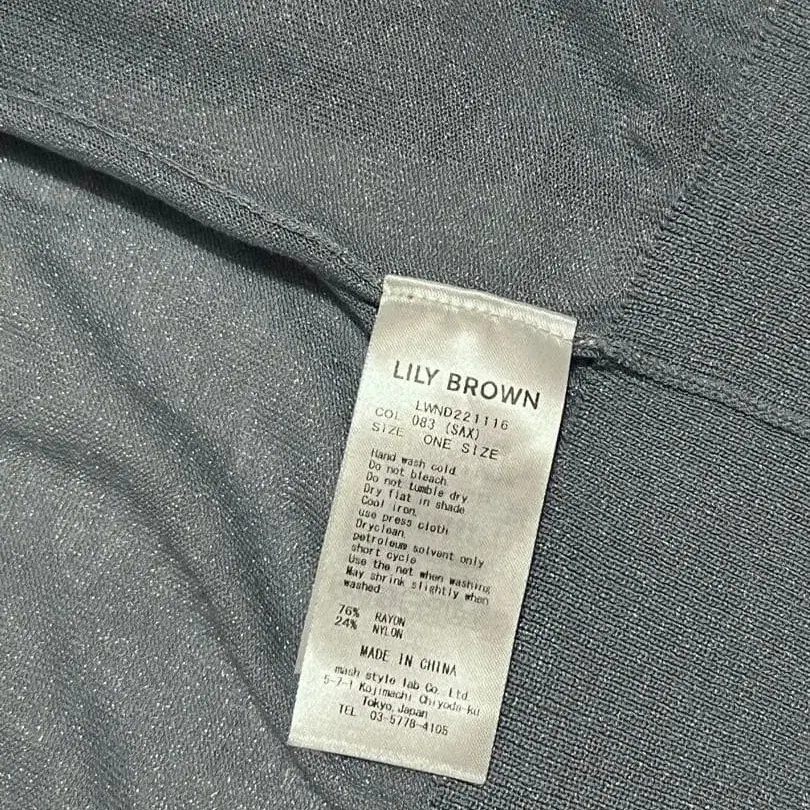 LILY BROWN
LWND221116
COL 083 (SAX)
SIZE ONE SIZE
Hand wash cold
Do not bleach
Do not tumble dry
Dry flat in shade
Cool iron
use press cloth
Dryclean
petroleum solvent only
short cycle
Use the net when washing
May shrink slightly when
washed
76% RAYON
24% NYLON
MADE IN CHINA
mash style lab Co. Ltd.
5-7-1 Kojimachi Chiyoda-ku
Tokyo, Japan
TEL 03-5778-4105